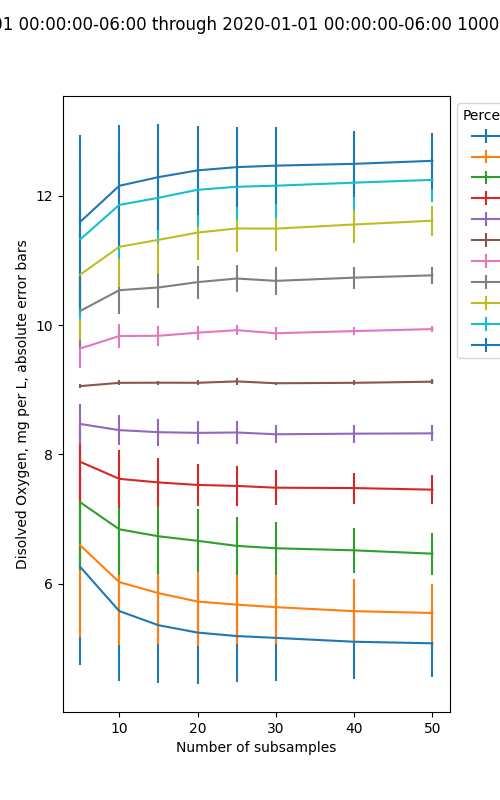 01 00:00:00-06:00 through 2020-01-01 00:00:00-06:00 1000
Perce
12
10
8
6
Disolved Oxygen, mg per L, absolute error bars
10 20 30 40 50
Number of subsamples